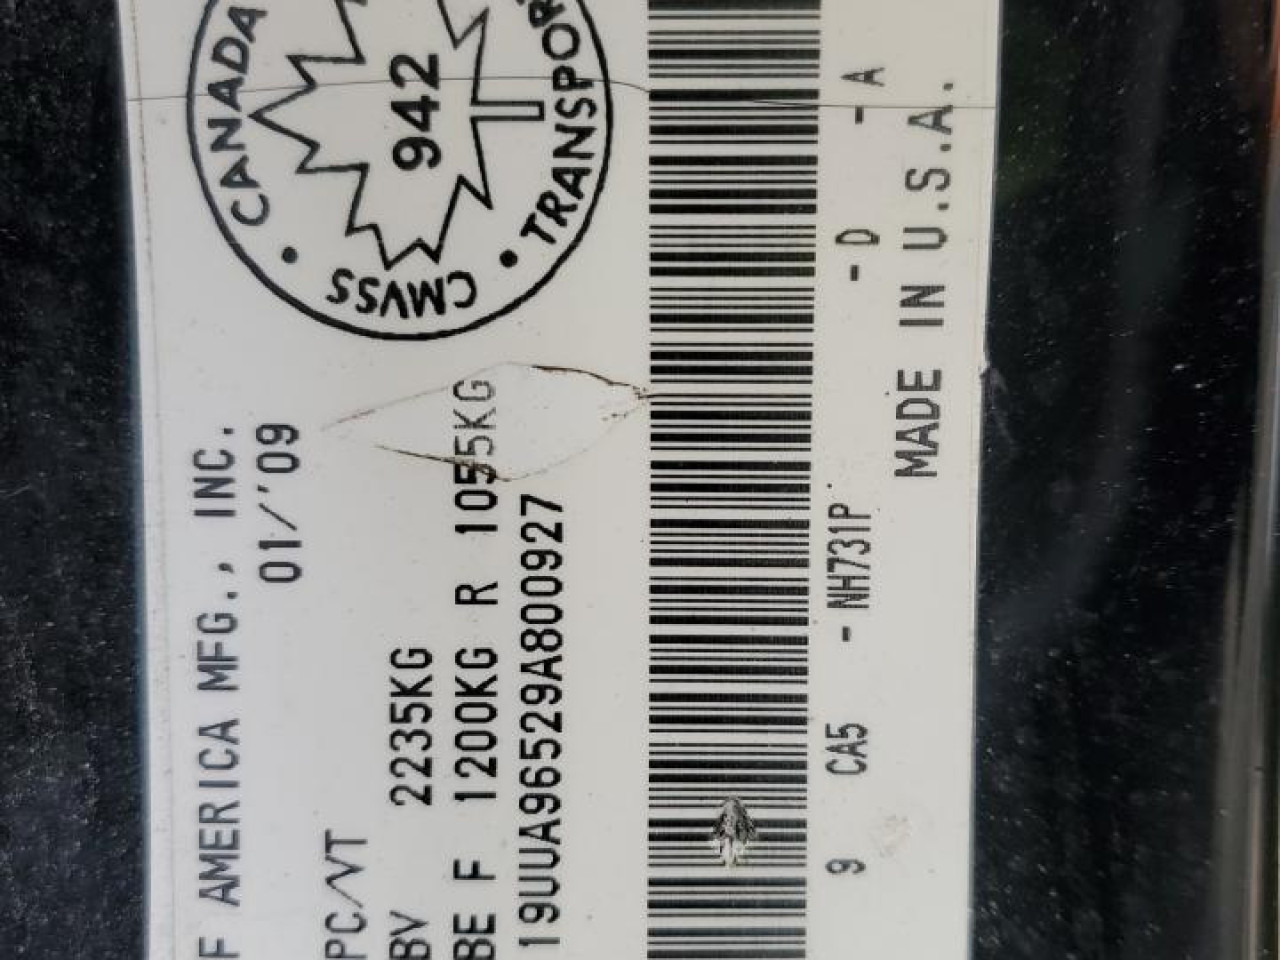 F AMERICA MFG., INC.
01/'09
PC/VT
BV 2235KG
BE F 1200KG R 1055KG
19UUA96529A800927
CANADA
942
TRANSPOR
CMVSS
9 CA5 - NH731P - D - A
MADE IN U.S.A.